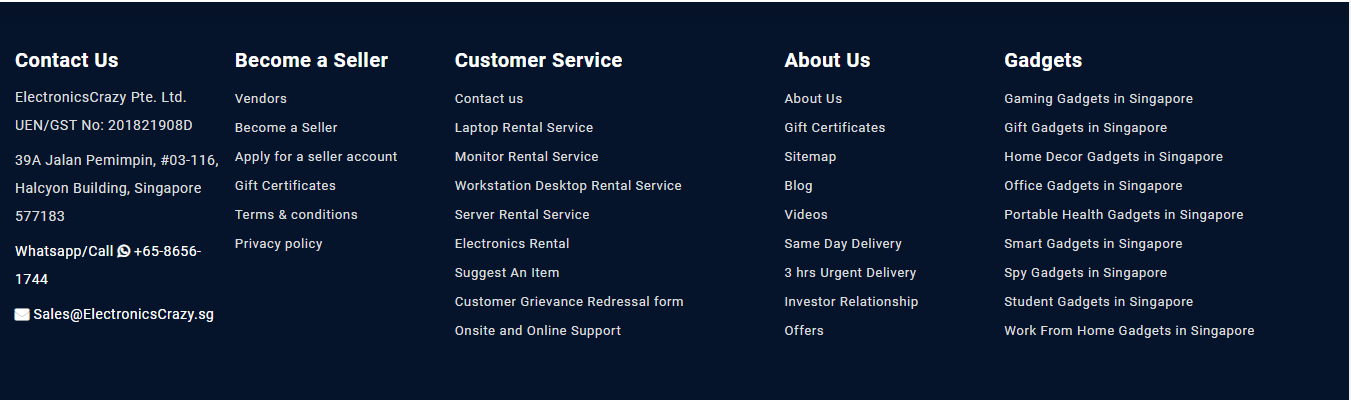 Contact Us
ElectronicsCrazy Pte. Ltd.
UEN/GST No: 201821908D
39A Jalan Pemimpin, #03-116,
Halcyon Building, Singapore
577183
Whatsapp/Call +65-8656-
1744
Sales@ElectronicsCrazy.sg
Become a Seller
Vendors
Become a Seller
Apply for a seller account
Gift Certificates
Terms & conditions
Privacy policy
Customer Service
Contact us
Laptop Rental Service
Monitor Rental Service
Workstation Desktop Rental Service
Server Rental Service
Electronics Rental
Suggest An Item
Customer Grievance Redressal form
Onsite and Online Support
About Us
About Us
Gift Certificates
Sitemap
Blog
Videos
Same Day Delivery
3 hrs Urgent Delivery
Investor Relationship
Offers
Gadgets
Gaming Gadgets in Singapore
Gift Gadgets in Singapore
Home Decor Gadgets in Singapore
Office Gadgets in Singapore
Portable Health Gadgets in Singapore
Smart Gadgets in Singapore
Spy Gadgets in Singapore
Student Gadgets in Singapore
Work From Home Gadgets in Singapore